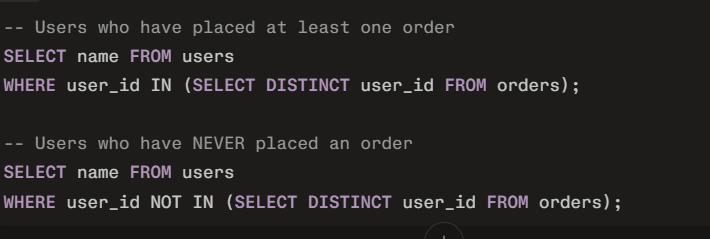 -- Users who have placed at least one order
SELECT name FROM users
WHERE user_id IN (SELECT DISTINCT user_id FROM orders);
-- Users who have NEVER placed an order
SELECT name FROM users
WHERE user_id NOT IN (SELECT DISTINCT user_id FROM orders);